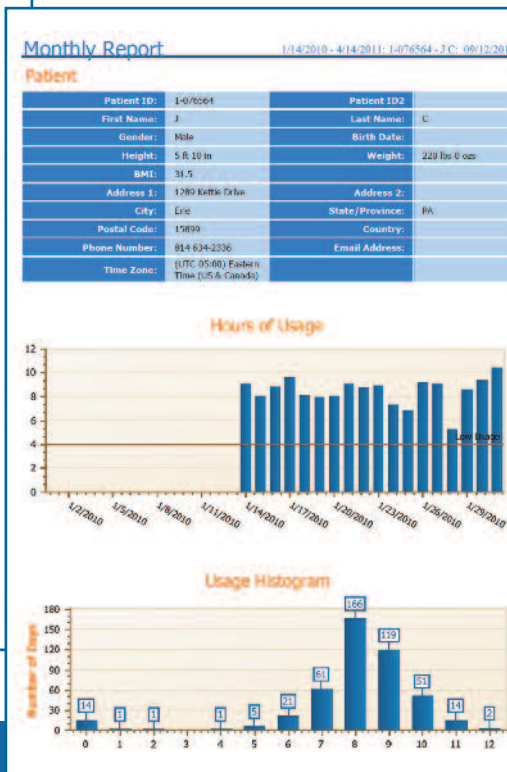 Monthly Report 1/14/2010 - 4/14/2011: 1-076564 - J C: 09/12/201
Patient
Patient ID: 1-076564 Patient ID2
First Name: J Last Name: C
Gender: Male Birth Date:
Height: 5 ft 10 in Weight: 220 lbs 0 ozs
BMI: 31.5
Address 1: 1289 Kettle Drive Address 2:
City: Erie State/Province: PA
Postal Code: 15899 Country:
Phone Number: 814 634-2336 Email Address:
Time Zone: (UTC 05:00) Eastern
Time (US & Canada)
Hours of Usage
12
10
8
6
4
2
0
Low Usage
1/2/2010 1/5/2010 1/8/2010 1/11/2010 1/14/2010 1/17/2010 1/20/2010 1/23/2010 1/26/2010 1/29/2010
Usage Histogram
Number of Days
180
150
120
90
60
30
0
14 1 1 1 5 21 61 166 119 51 14 2
0 1 2 3 4 5 6 7 8 9 10 11 12